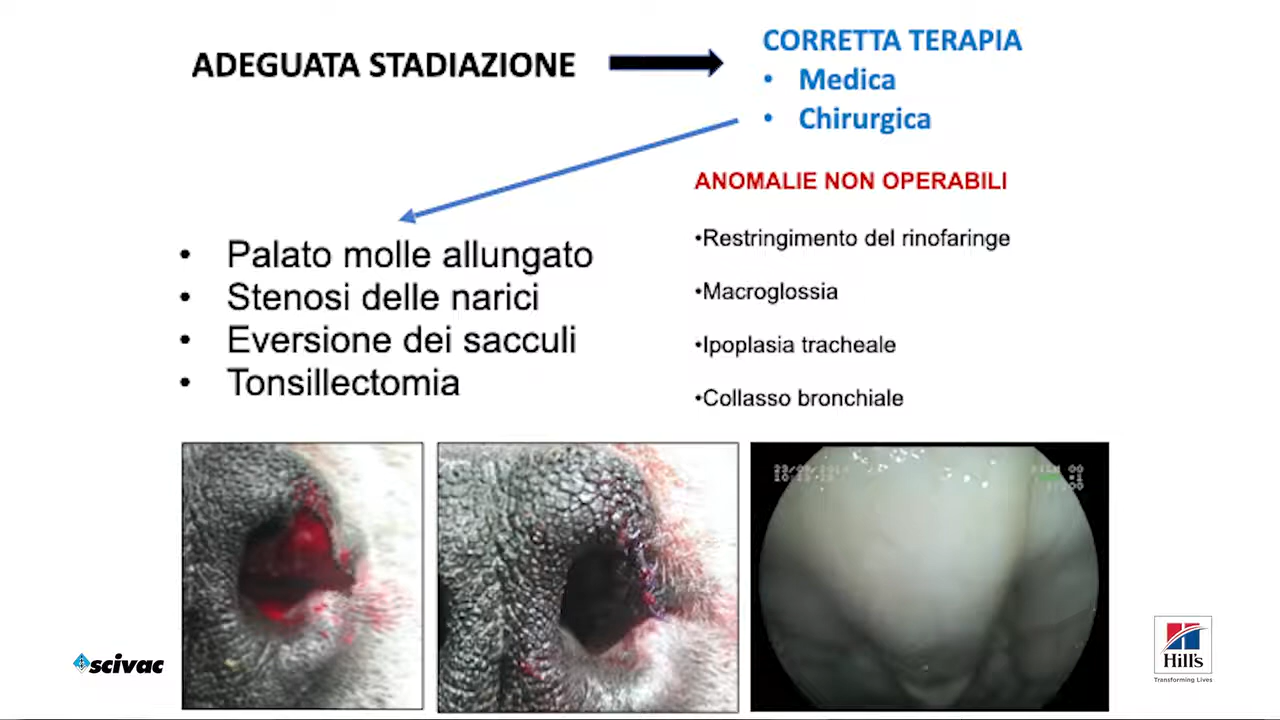 ADEGUATA STADIAZIONE
CORRETTA TERAPIA
• Medica
• Chirurgica
• Palato molle allungato
• Stenosi delle narici
• Eversione dei sacculi
• Tonsillectomia
ANOMALIE NON OPERABILI
•Restringimento del rinofaringe
•Macroglossia
•Ipoplasia tracheale
•Collasso bronchiale
scivac
Hill's
Transforming Lives